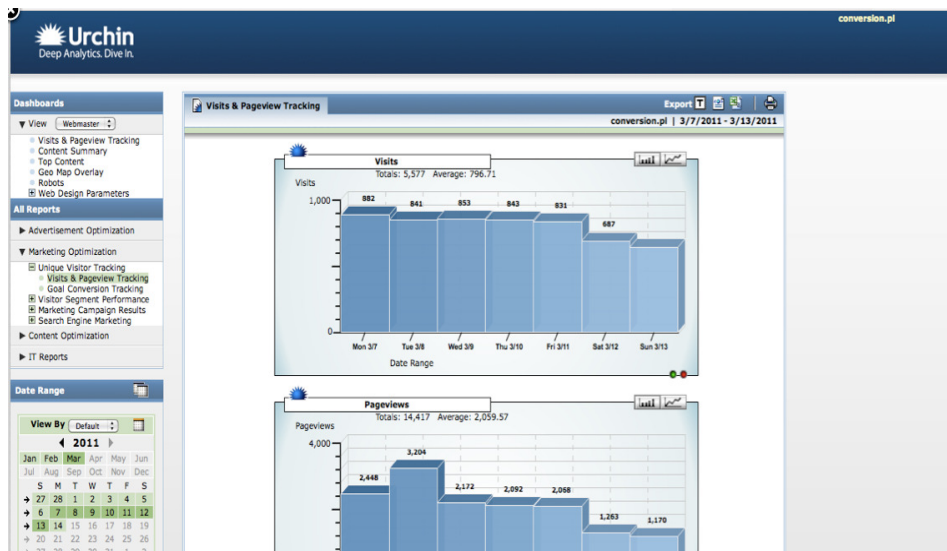 conversion.pl
Urchin
Deep Analytics. Dive In.
Dashboards
View Webmaster
Visits & Pageview Tracking
Content Summary
Top Content
Geo Map Overlay
Robots
Web Design Parameters
All Reports
Advertisement Optimization
Marketing Optimization
Unique Visitor Tracking
Visits & Pageview Tracking
Goal Conversion Tracking
Visitor Segment Performance
Marketing Campaign Results
Search Engine Marketing
Content Optimization
IT Reports
Date Range
View By Default
2011
Jan Feb Mar Apr May Jun
Jul Aug Sep Oct Nov Dec
S M T W T F S
27 28 1 2 3 4 5
6 7 8 9 10 11 12
13 14 15 16 17 18 19
20 21 22 23 24 25 26
Visits & Pageview Tracking
Export T
conversion.pl | 3/7/2011 - 3/13/2011
Visits
Totals: 5,577 Average: 796.71
Visits
1,000
882 841 853 843 831 687
0
Mon 3/7 Tue 3/8 Wed 3/9 Thu 3/10 Fri 3/11 Sat 3/12 Sun 3/13
Date Range
Pageviews
Totals: 14,417 Average: 2,059.57
Pageviews
4,000
2,448 3,204 2,172 2,092 2,068 1,263 1,170